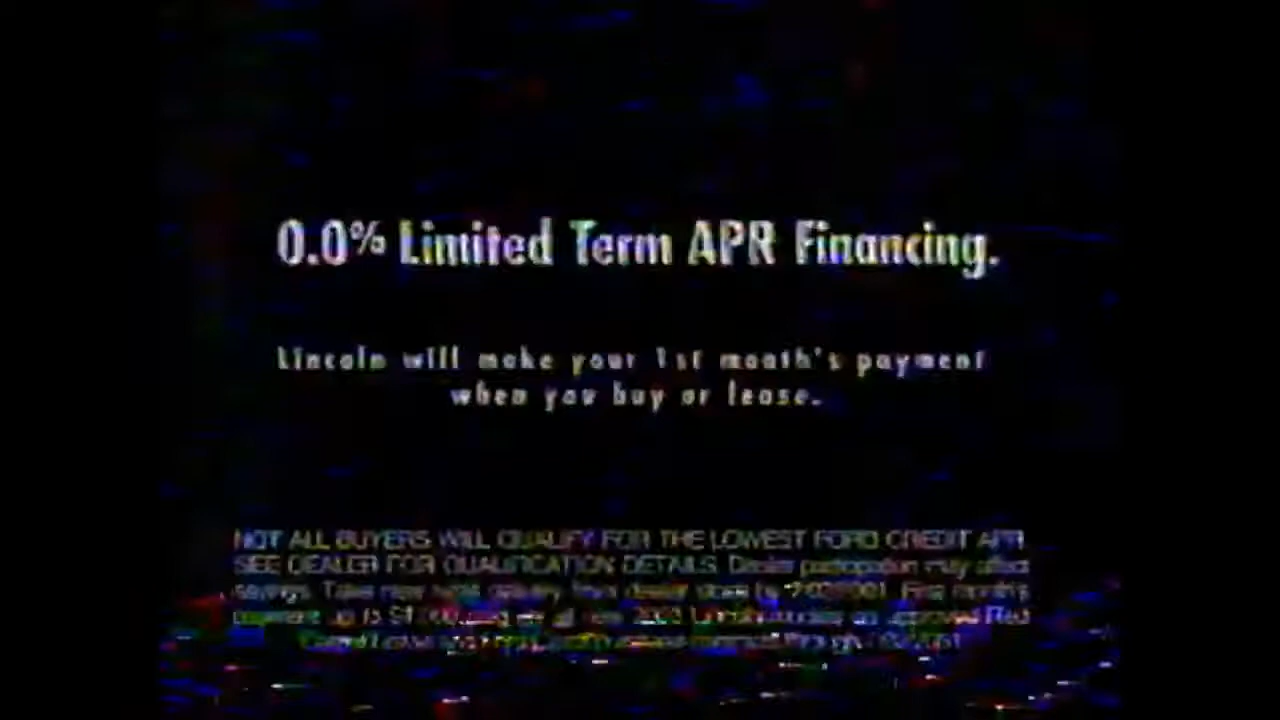 0.0% Limited Term APR Financing.
Lincoln will make your 1st month's payment
when you buy or lease.
NOT ALL BUYERS WILL QUALIFY FOR THE LOWEST FORD CREDIT APR
SEE DEALER FOR QUALIFICATION DETAILS. Dealer participation may affect
savings. Take new retail delivery from dealer stock by First month's
payment up to